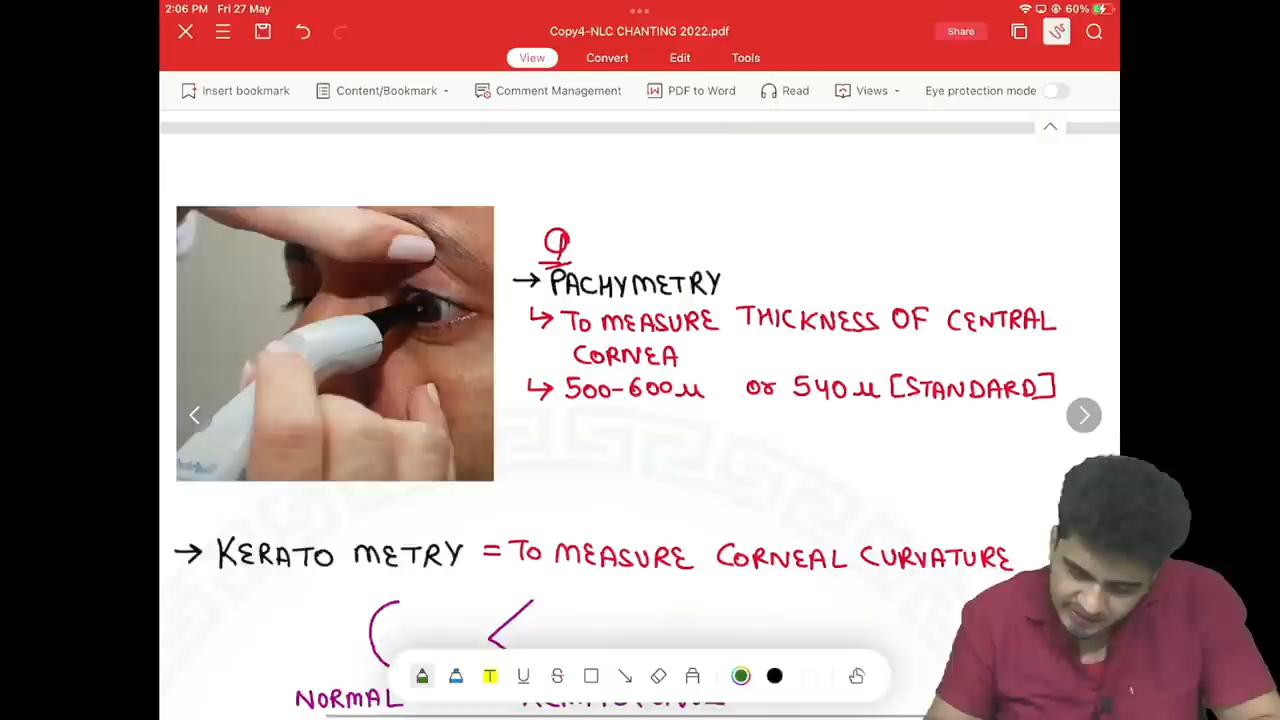 2:06 PM Fri 27 May
60%
Copy4-NLC CHANTING 2022.pdf
Share
View Convert Edit Tools
Insert bookmark Content/Bookmark Comment Management PDF to Word Read Views Eye protection mode
Q
→ PACHYMETRY
↳ TO MEASURE THICKNESS OF CENTRAL
CORNEA
↳ 500-600 μ or 540 μ [STANDARD]
→ KERATO METRY = TO MEASURE CORNEAL CURVATURE
T U S
NORMAL